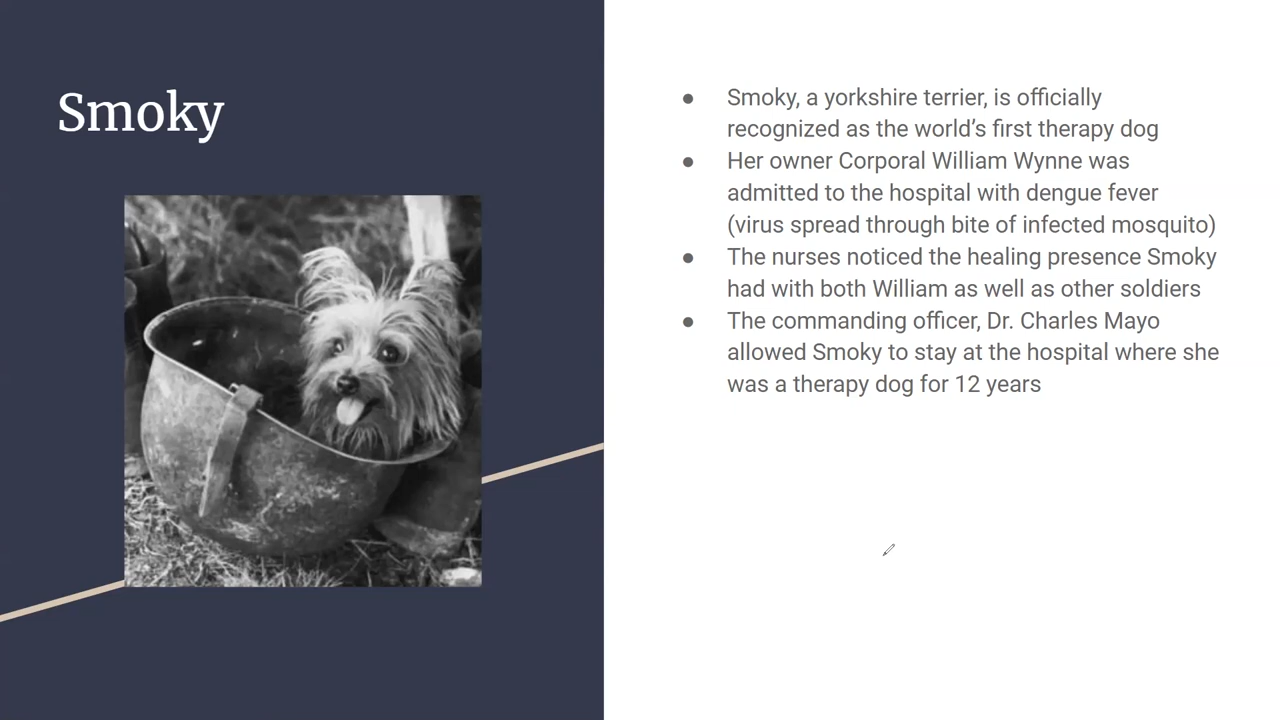 Smoky
● Smoky, a yorkshire terrier, is officially
recognized as the world’s first therapy dog
● Her owner Corporal William Wynne was
admitted to the hospital with dengue fever
(virus spread through bite of infected mosquito)
● The nurses noticed the healing presence Smoky
had with both William as well as other soldiers
● The commanding officer, Dr. Charles Mayo
allowed Smoky to stay at the hospital where she
was a therapy dog for 12 years